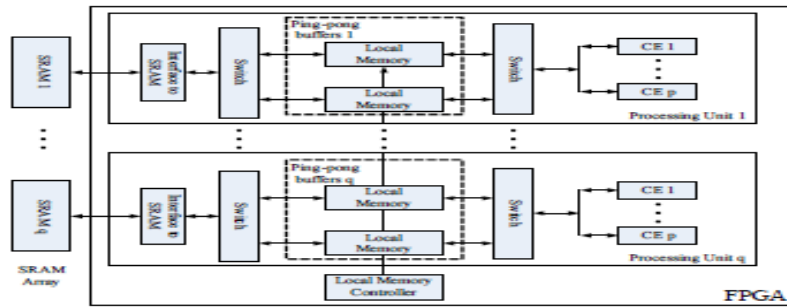 Ping-pong
buffers 1
SRAM 1
Interface to
SRAM
Switch
Local
Memory
Local
Memory
Switch
CE 1
CE p
Processing Unit 1
Ping-pong
buffers q
SRAM q
Interface to
SRAM
Switch
Local
Memory
Local
Memory
Switch
CE 1
CE p
Processing Unit q
SRAM
Array
Local Memory
Controller
FPGA